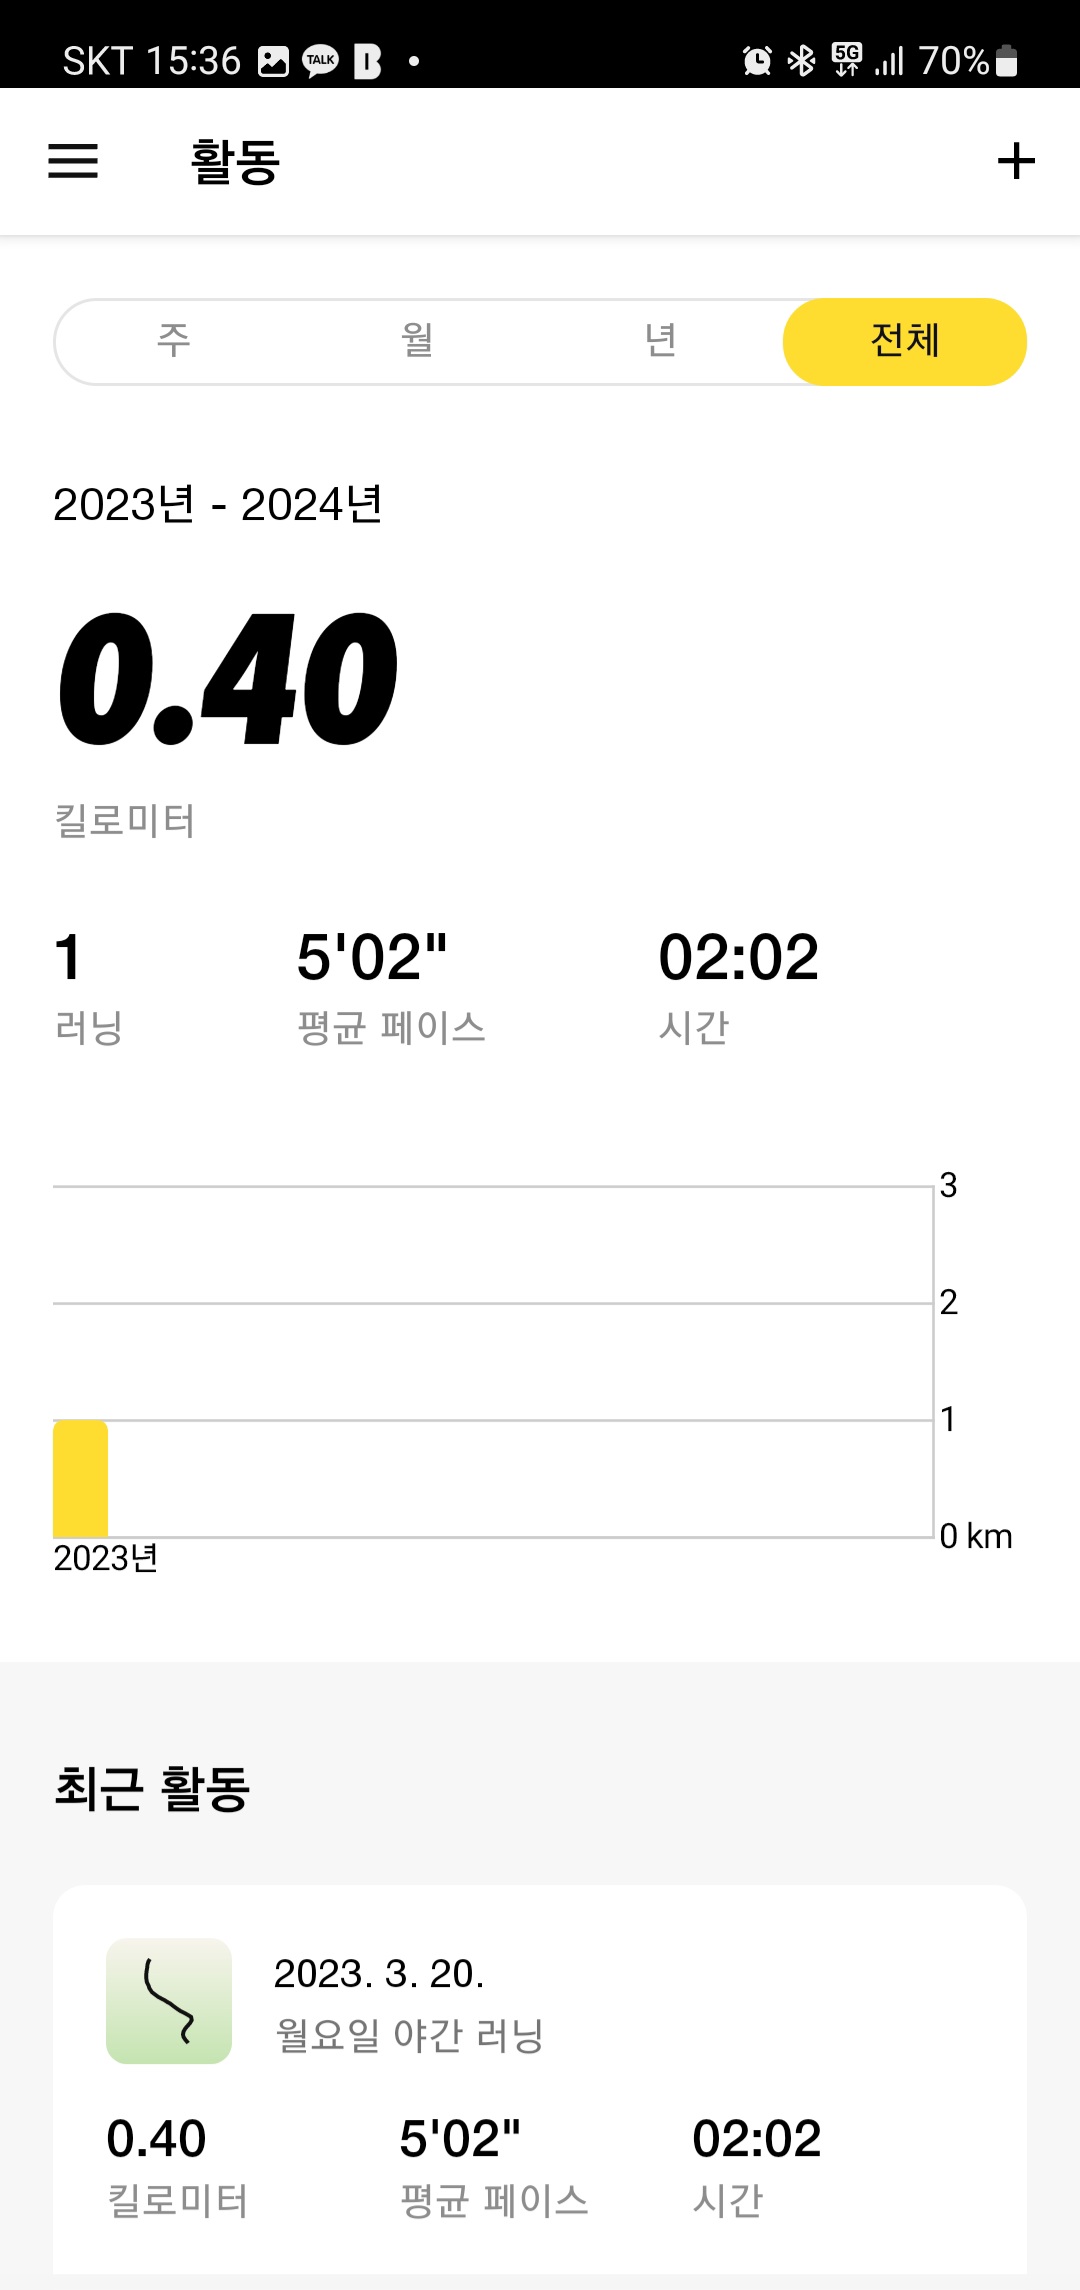 SKT 15:36 TALK B 5G 70%
활동
주 월 년 전체
2023년 - 2024년
0.40
킬로미터
1 5'02" 02:02
러닝 평균 페이스 시간
3
2
1
0 km
2023년
최근 활동
2023. 3. 20.
월요일 야간 러닝
0.40 5'02" 02:02
킬로미터 평균 페이스 시간